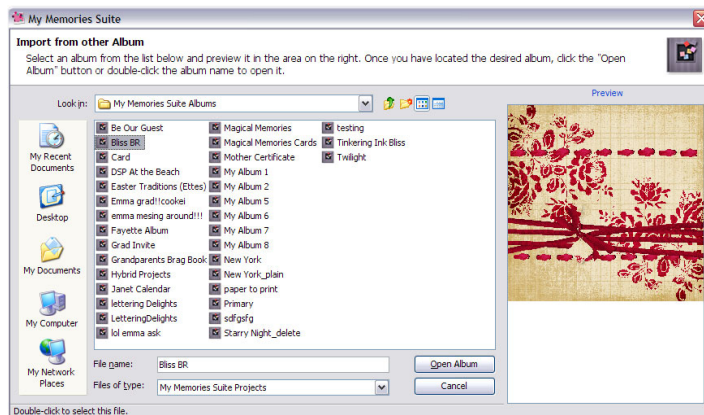 My Memories Suite
Import from other Album
Select an album from the list below and preview it in the area on the right. Once you have located the desired album, click the "Open
Album" button or double-click the album name to open it.
Preview
Look in: My Memories Suite Albums
My Recent
Documents
Desktop
My Documents
My Computer
My Network
Places
Be Our Guest
Bliss BR
Card
DSP At the Beach
Easter Traditions (Ettes)
Emma grad!!cookei
emma mesing around!!!
Fayette Album
Grad Invite
Grandparents Brag Book
Hybrid Projects
Janet Calendar
lettering Delights
LetteringDelights
lol emma ask
Magical Memories
Magical Memories Cards
Mother Certificate
My Album 1
My Album 2
My Album 5
My Album 6
My Album 7
My Album 8
New York
New York_plain
paper to print
Primary
sdfgsfg
Starry Night_delete
testing
Tinkering Ink Bliss
Twilight
File name: Bliss BR
Open Album
Files of type: My Memories Suite Projects
Cancel
Double-click to select this file.